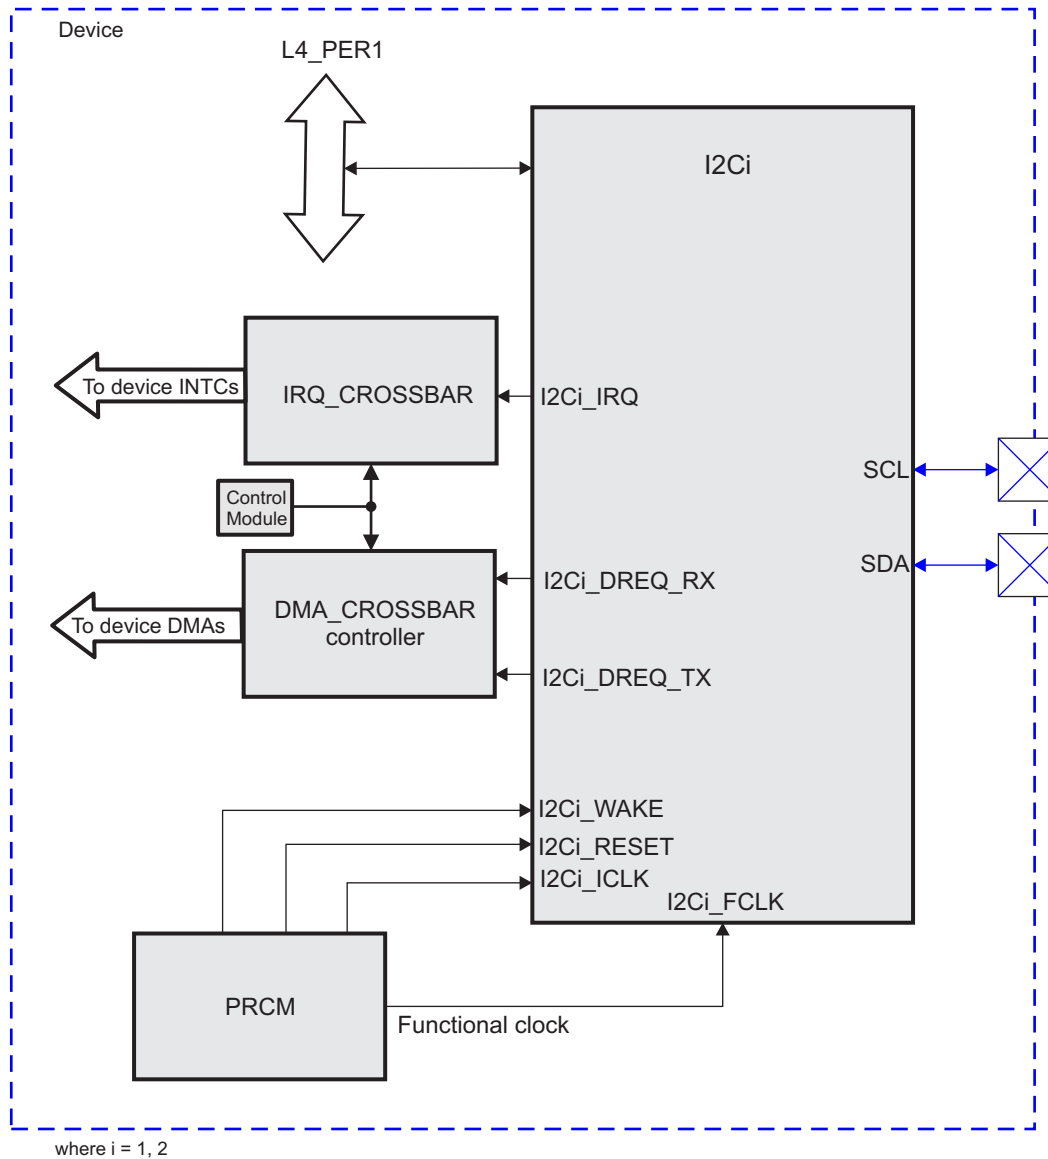 Device
L4_PER1
I2Ci
To device INTCs
IRQ_CROSSBAR
I2Ci_IRQ
SCL
Control
Module
SDA
I2Ci_DREQ_RX
DMA_CROSSBAR
controller
To device DMAs
I2Ci_DREQ_TX
I2Ci_WAKE
I2Ci_RESET
I2Ci_ICLK
I2Ci_FCLK
PRCM
Functional clock
where i = 1, 2